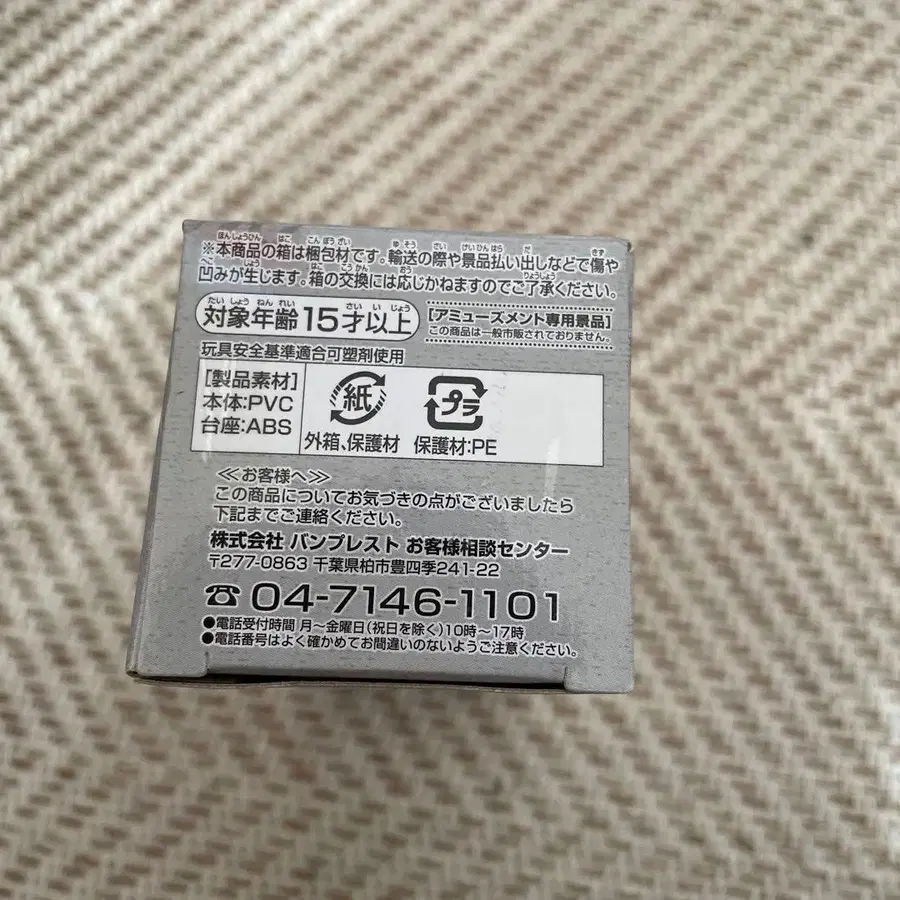 ※本商品の箱は梱包材です。輸送の際や景品払い出しなどで傷や
凹みが生じます。箱の交換には応じかねますのでご了承ください。
対象年齢15才以上
[アミューズメント専用景品]
この商品は一般市販されておりません。
玩具安全基準適合可塑剤使用
[製品素材]
本体:PVC
台座:ABS
紙
外箱、保護材
プラ
保護材:PE
≪お客様へ≫
この商品についてお気づきの点がございましたら
下記までご連絡ください。
株式会社 バンプレスト お客様相談センター
〒277-0863 千葉県柏市豊四季241-22
☎ 04-7146-1101
●電話受付時間 月～金曜日(祝日を除く)10時～17時
●電話番号はよく確かめてお間違いのないようご注意ください。